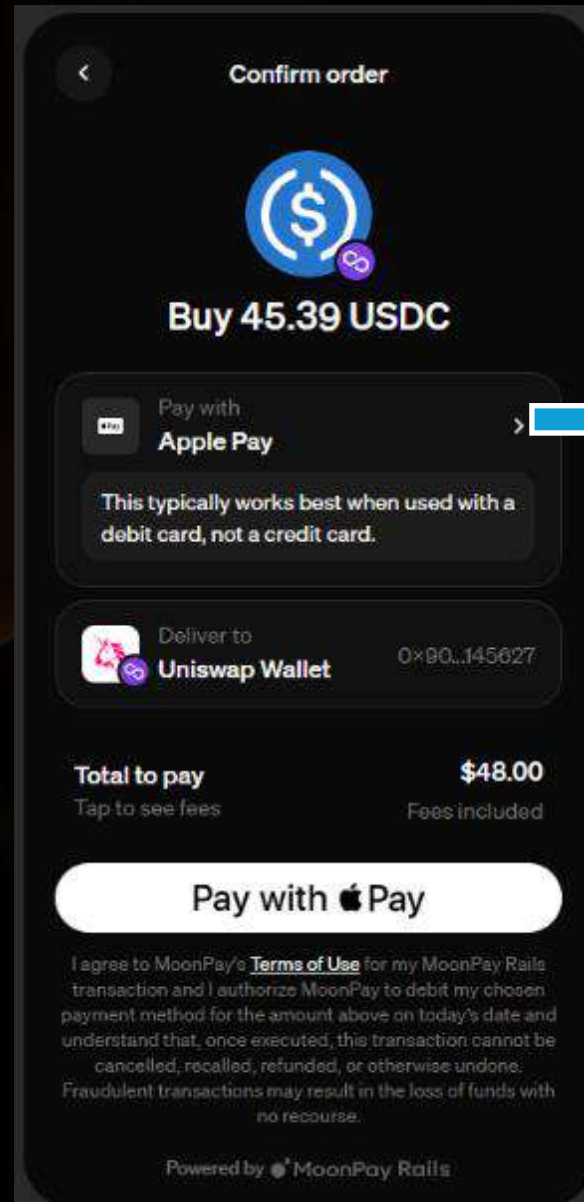 Confirm order
Buy 45.39 USDC
Pay with
Apple Pay
This typically works best when used with a
debit card, not a credit card.
Deliver to
Uniswap Wallet
0×90...145627
Total to pay
$48.00
Tap to see fees
Fees included
Pay with Pay
I agree to MoonPay's Terms of Use for my MoonPay Rails
transaction and I authorize MoonPay to debit my chosen
payment method for the amount above on today's date and
understand that, once executed, this transaction cannot be
cancelled, recalled, refunded, or otherwise undone.
Fraudulent transactions may result in the loss of funds with
no recourse.
Powered by MoonPay Rails